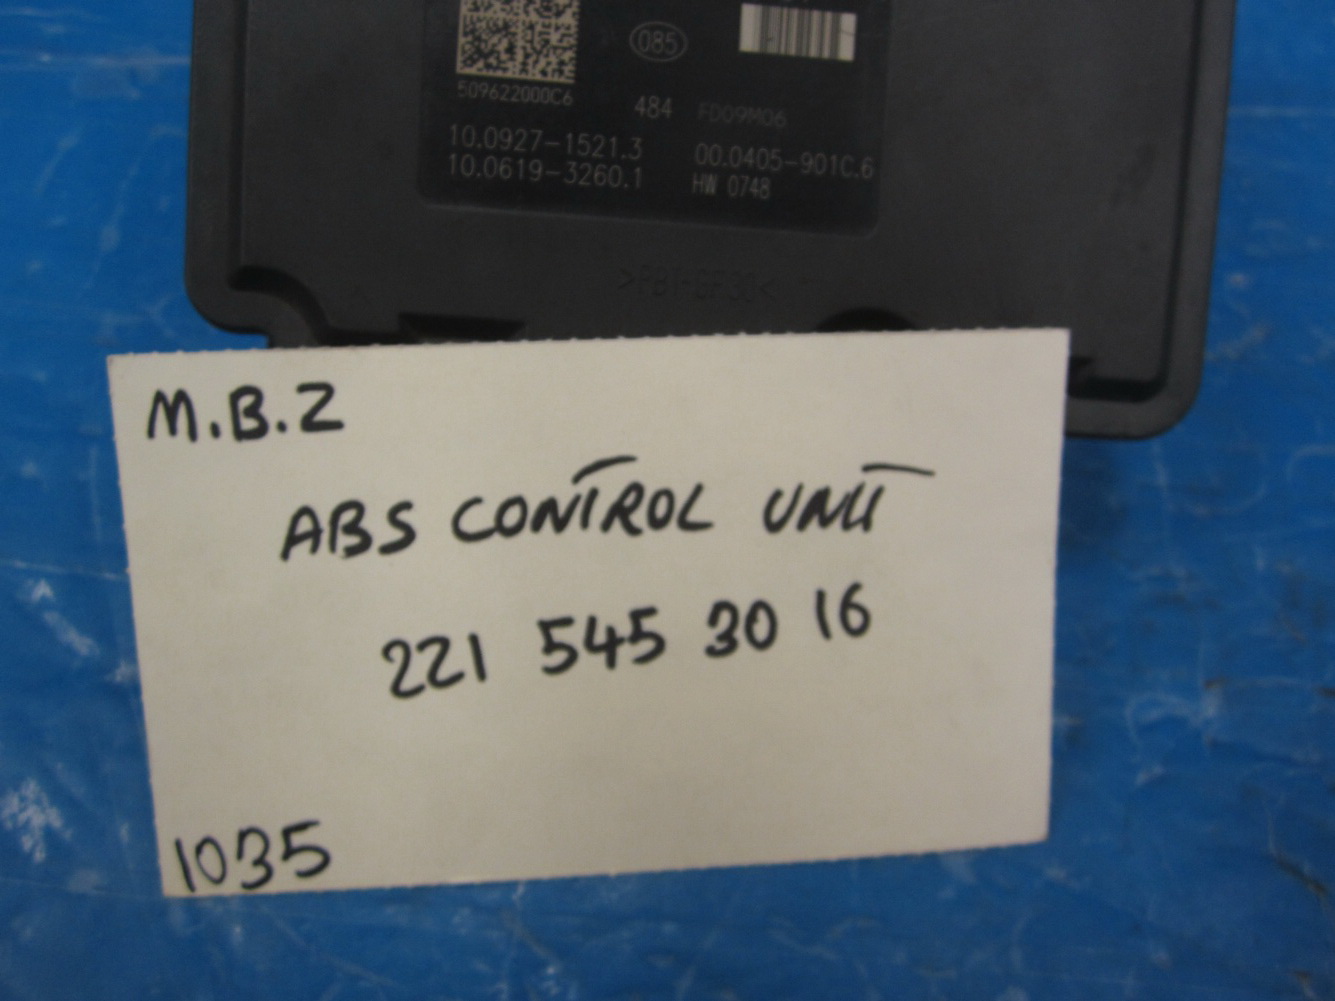 085
509622000C6
484 FD09M06
10.0927-1521.3 00.0405-901C.6
10.0619-3260.1 HW 0748
M.B.Z
ABS CONTROL UNIT
221 545 30 16
1035